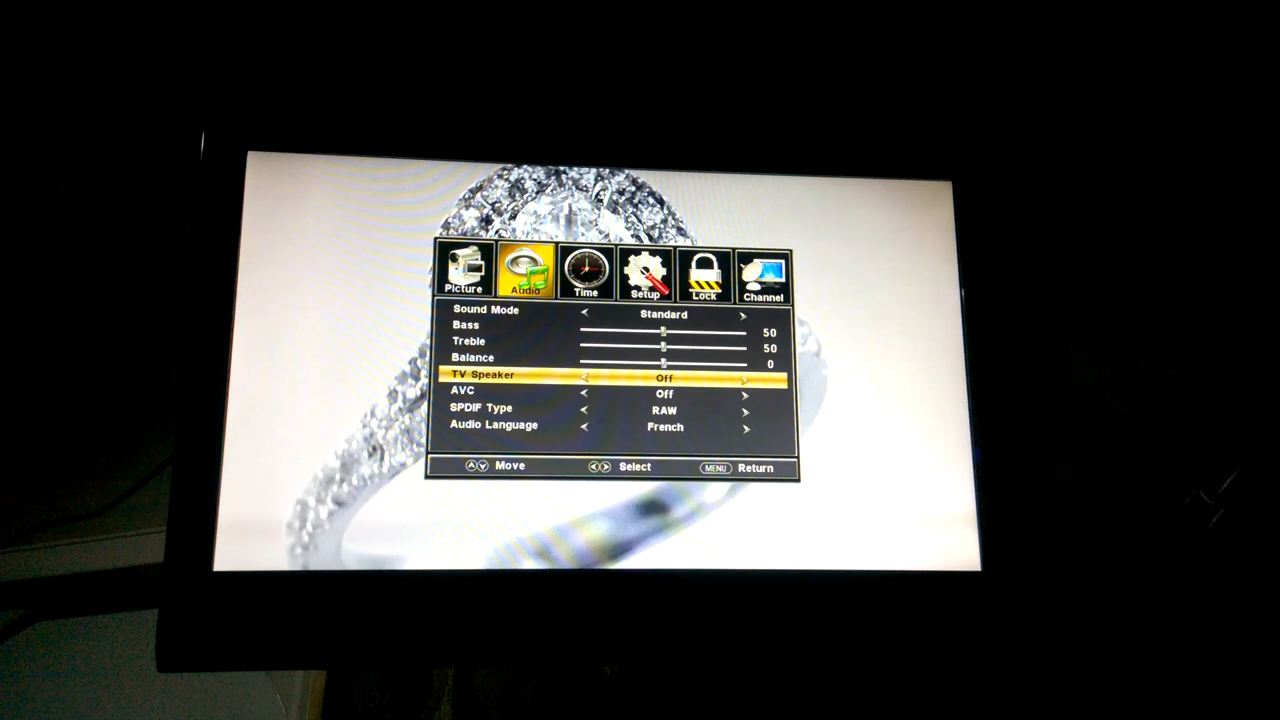 Picture Audio Time Setup Lock Channel
Sound Mode Standard
Bass 50
Treble 50
Balance 0
TV Speaker Off
AVC Off
SPDIF Type RAW
Audio Language French
Move Select MENU Return